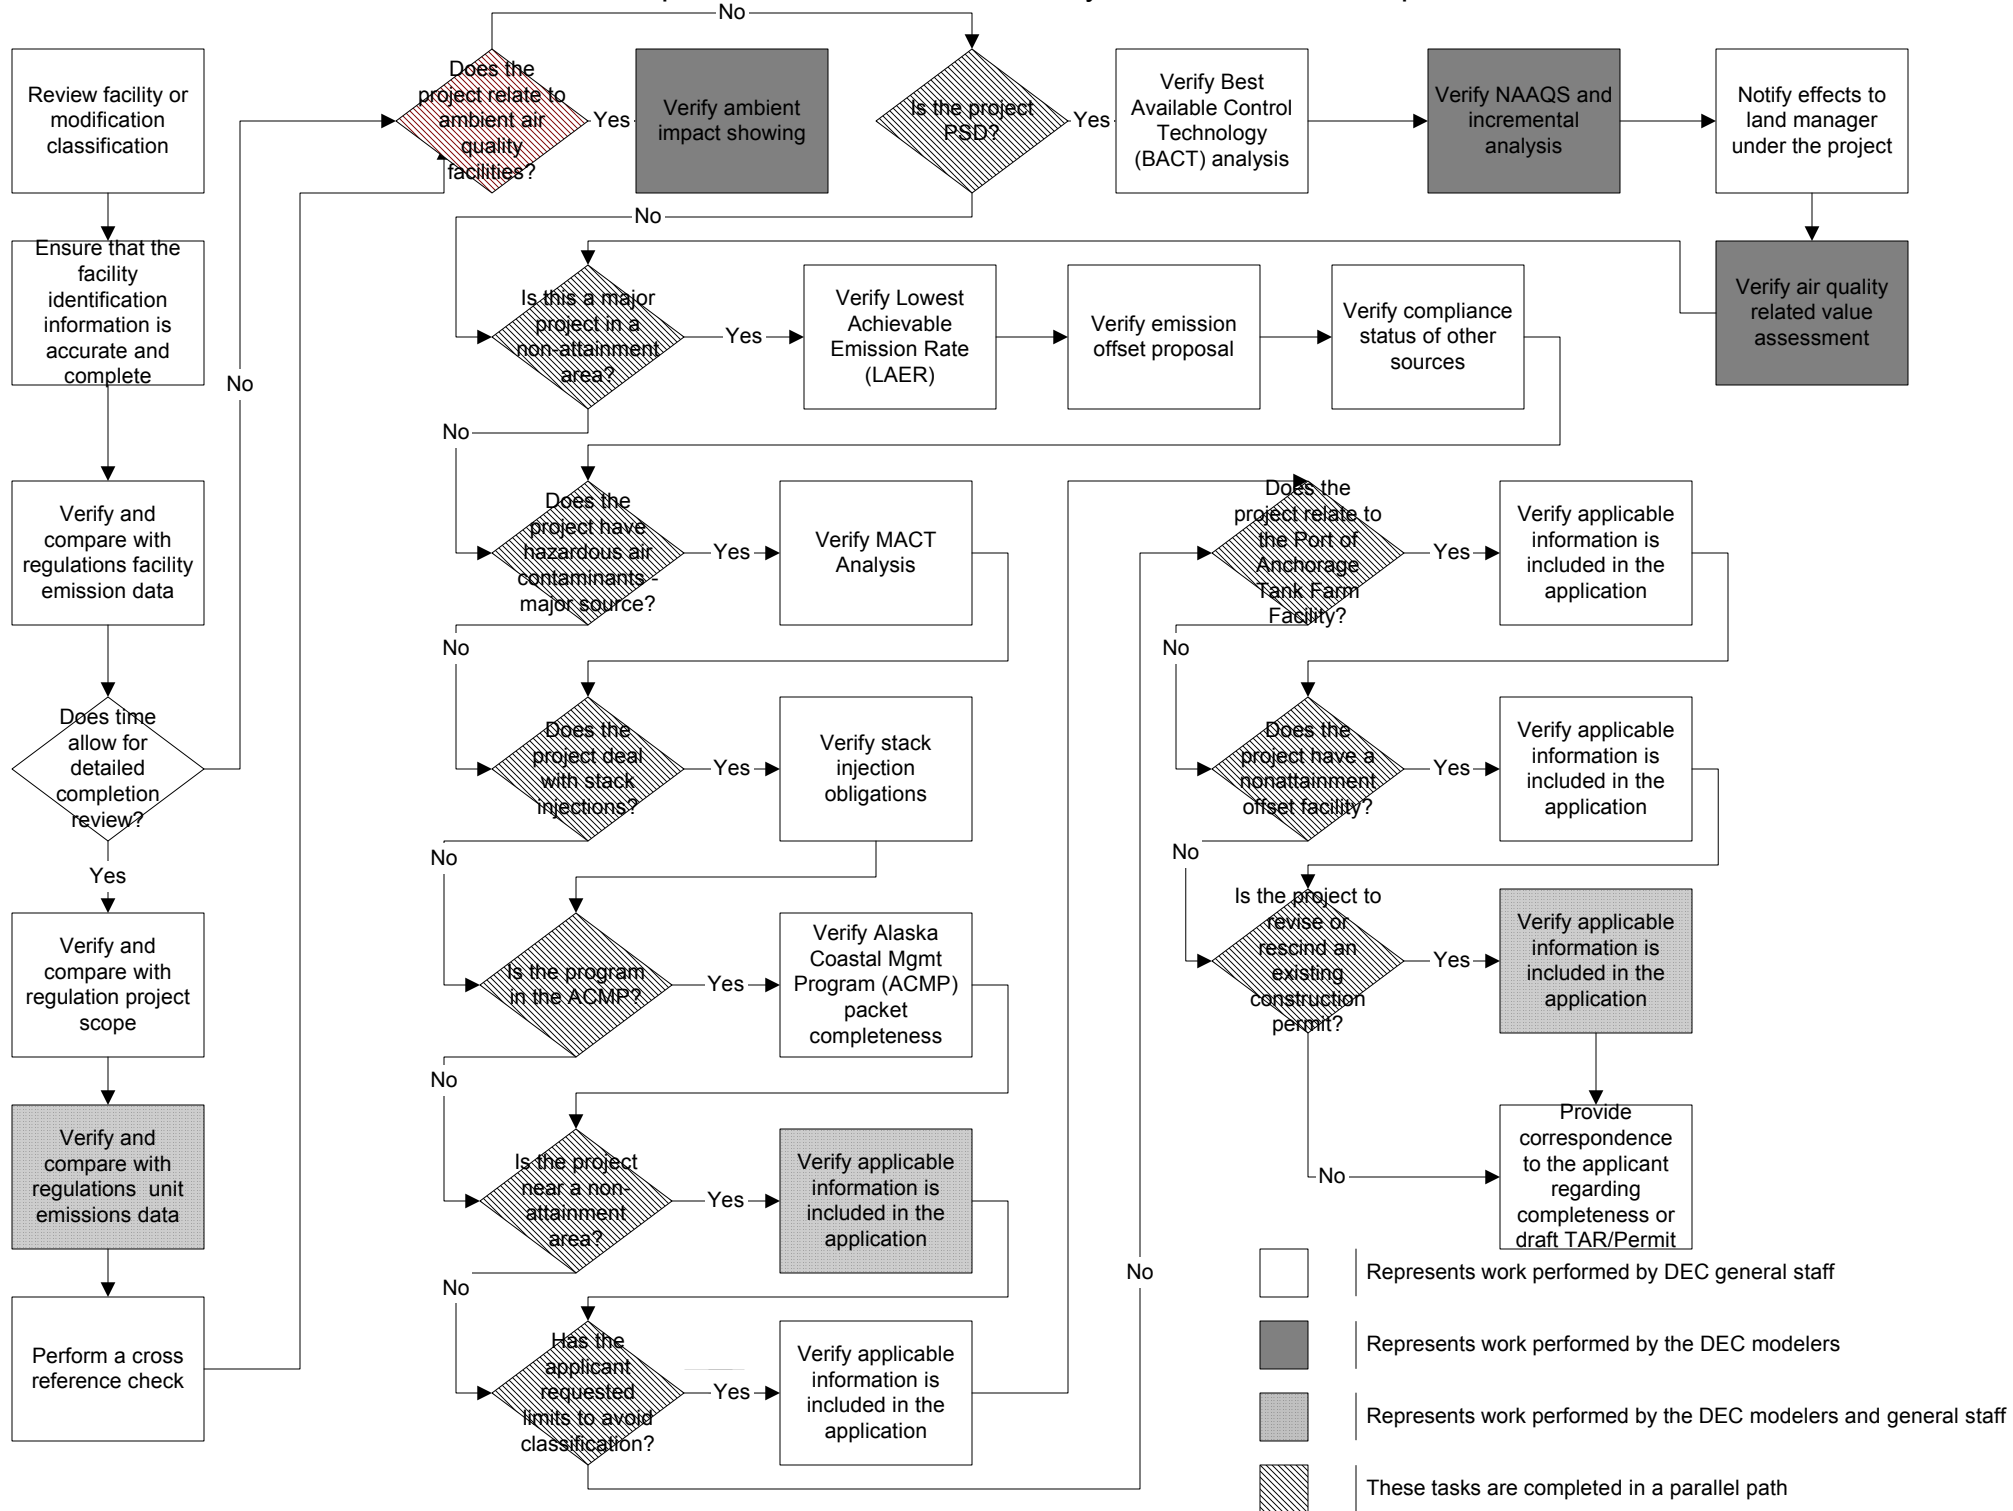 No
Review facility or
modification
classification
Does the
project relate to
ambient air
quality
facilities?
Yes
Verify ambient
impact showing
Is the project
PSD?
Yes
Verify Best
Available Control
Technology
(BACT) analysis
Verify NAAQS and
incremental
analysis
Notify effects to
land manager
under the project
No
Ensure that the
facility
identification
information is
accurate and
complete
No
Is this a major
project in a
non-attainment
area?
Yes
Verify Lowest
Achievable
Emission Rate
(LAER)
Verify emission
offset proposal
Verify compliance
status of other
sources
Verify air quality
related value
assessment
No
Verify and
compare with
regulations facility
emission data
Does the
project have
hazardous air
contaminants -
major source?
Yes
Verify MACT
Analysis
Does the
project relate to
the Port of
Anchorage
Tank Farm
Facility?
Yes
Verify applicable
information is
included in the
application
No
No
Does time
allow for
detailed
completion
review?
Does the
project deal
with stack
injections?
Yes
Verify stack
injection
obligations
Does the
project have a
nonattainment
offset facility?
Yes
Verify applicable
information is
included in the
application
No
No
Yes
Verify and
compare with
regulation project
scope
Is the program
in the ACMP?
Yes
Verify Alaska
Coastal Mgmt
Program (ACMP)
packet
completeness
Is the project to
revise or
rescind an
existing
construction
permit?
Yes
Verify applicable
information is
included in the
application
No
Verify and
compare with
regulations unit
emissions data
Is the project
near a non-
attainment
area?
Yes
Verify applicable
information is
included in the
application
No
Provide
correspondence
to the applicant
regarding
completeness or
draft TAR/Permit
No
No
Perform a cross
reference check
Has the
applicant
requested
limits to avoid
classification?
Yes
Verify applicable
information is
included in the
application
Represents work performed by DEC general staff
Represents work performed by the DEC modelers
Represents work performed by the DEC modelers and general staff
These tasks are completed in a parallel path